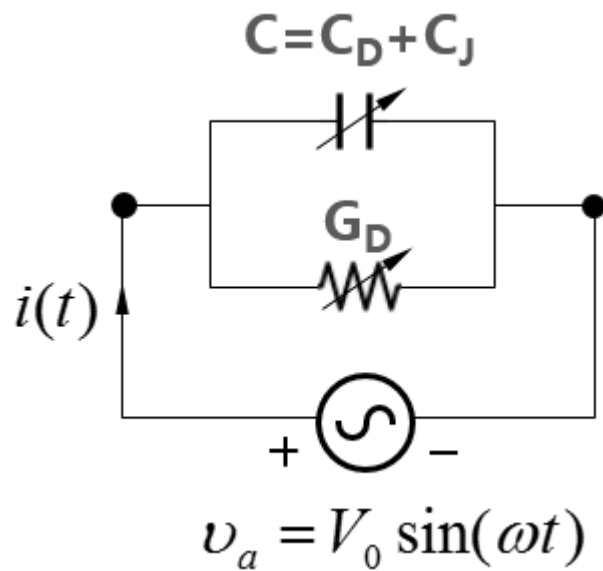 C=C_D+C_J
G_D
i(t)
+ −
υ_a = V_0 sin(ωt)